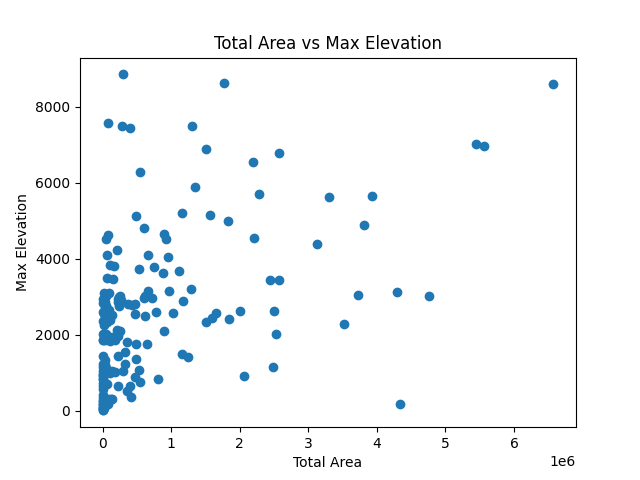 Total Area vs Max Elevation
8000
6000
4000
2000
0
Max Elevation
0 1 2 3 4 5 6
1e6
Total Area